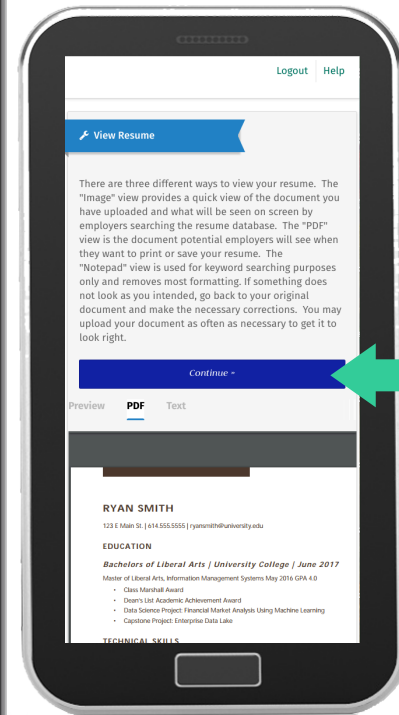 Logout Help
View Resume
There are three different ways to view your resume. The
"Image" view provides a quick view of the document you
have uploaded and what will be seen on screen by
employers searching the resume database. The "PDF"
view is the document potential employers will see when
they want to print or save your resume. The
"Notepad" view is used for keyword searching purposes
only and removes most formatting. If something does
not look as you intended, go back to your original
document and make the necessary corrections. You may
upload your document as often as necessary to get it to
look right.
Continue »
Preview PDF Text
RYAN SMITH
123 E Main St. | 614.555.5555 | ryansmith@university.edu
EDUCATION
Bachelors of Liberal Arts | University College | June 2017
Master of Liberal Arts, Information Management Systems May 2016 GPA 4.0
• Class Marshall Award
• Dean's List Academic Achievement Award
• Data Science Project: Financial Market Analysis Using Machine Learning
• Capstone Project: Enterprise Data Lake
TECHNICAL SKILLS